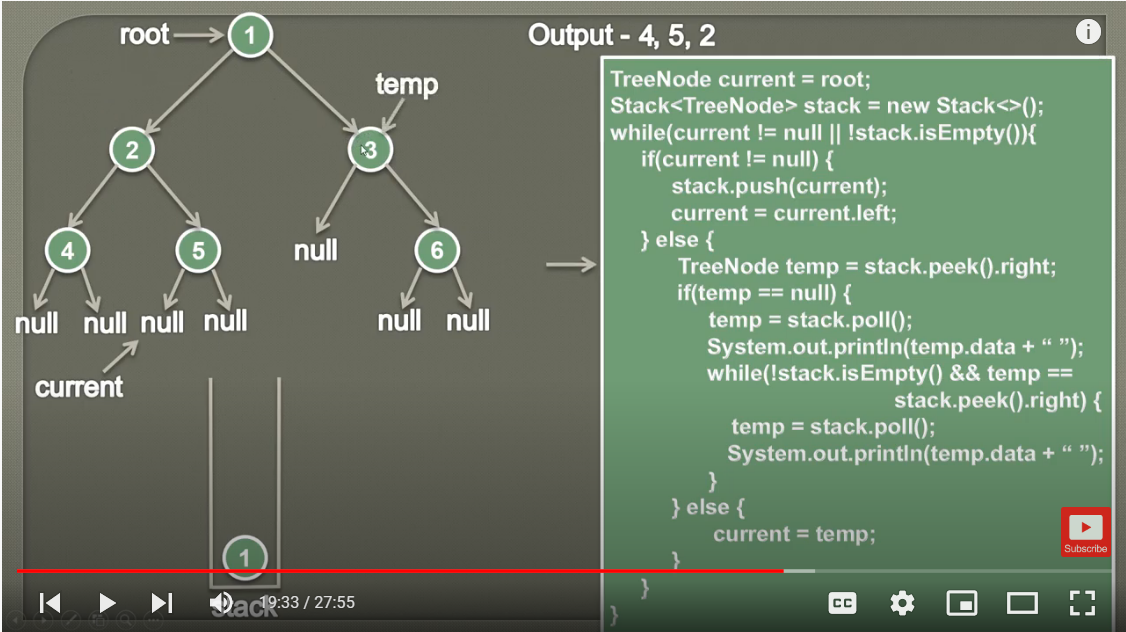 root
1
Output - 4, 5, 2
temp
2
3
4
5
null
6
null
null
null
null
null
null
current
1
stack
TreeNode current = root;
Stack<TreeNode> stack = new Stack<>();
while(current != null || !stack.isEmpty()){
if(current != null) {
stack.push(current);
current = current.left;
} else {
TreeNode temp = stack.peek().right;
if(temp == null) {
temp = stack.poll();
System.out.println(temp.data + “ ”);
while(!stack.isEmpty() && temp ==
stack.peek().right) {
temp = stack.poll();
System.out.println(temp.data + “ ”);
}
} else {
current = temp;
}
}
}
Subscribe
19:33 / 27:55
CC